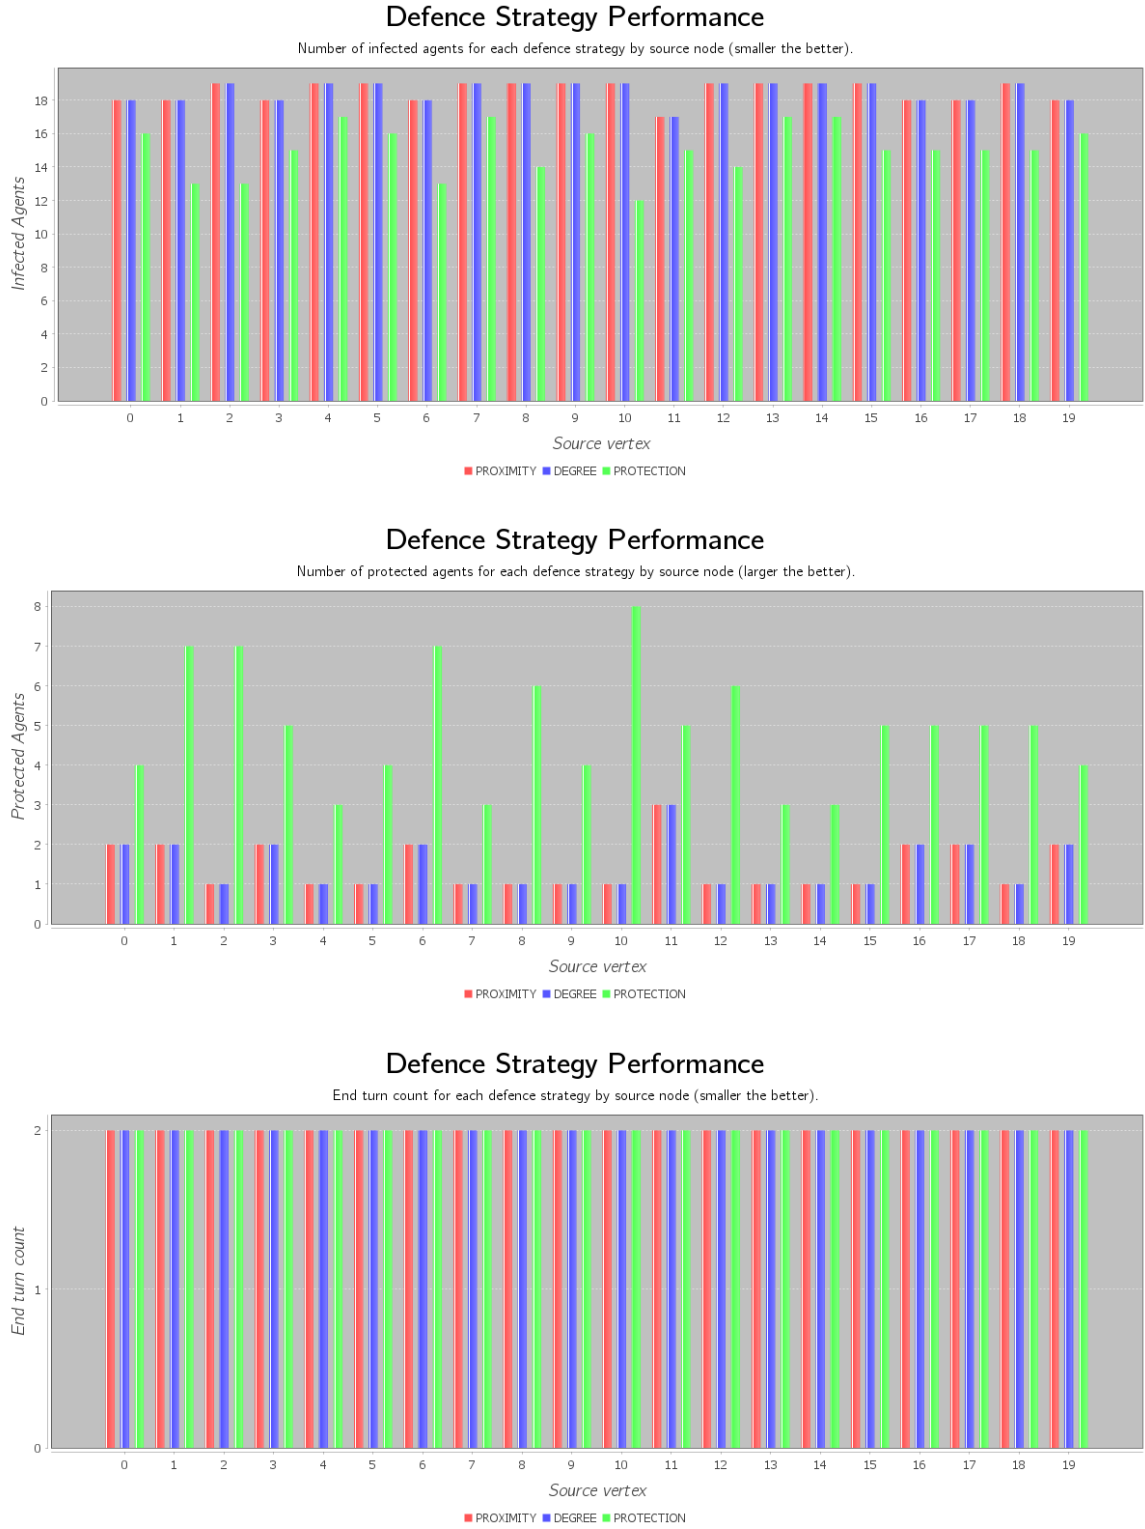 Defence Strategy Performance
Number of infected agents for each defence strategy by source node (smaller the better).
Infected Agents
18
16
14
12
10
8
6
4
2
0
0 1 2 3 4 5 6 7 8 9 10 11 12 13 14 15 16 17 18 19
Source vertex
PROXIMITY DEGREE PROTECTION
Defence Strategy Performance
Number of protected agents for each defence strategy by source node (larger the better).
Protected Agents
8
7
6
5
4
3
2
1
0
0 1 2 3 4 5 6 7 8 9 10 11 12 13 14 15 16 17 18 19
Source vertex
PROXIMITY DEGREE PROTECTION
Defence Strategy Performance
End turn count for each defence strategy by source node (smaller the better).
End turn count
2
1
0
0 1 2 3 4 5 6 7 8 9 10 11 12 13 14 15 16 17 18 19
Source vertex
PROXIMITY DEGREE PROTECTION